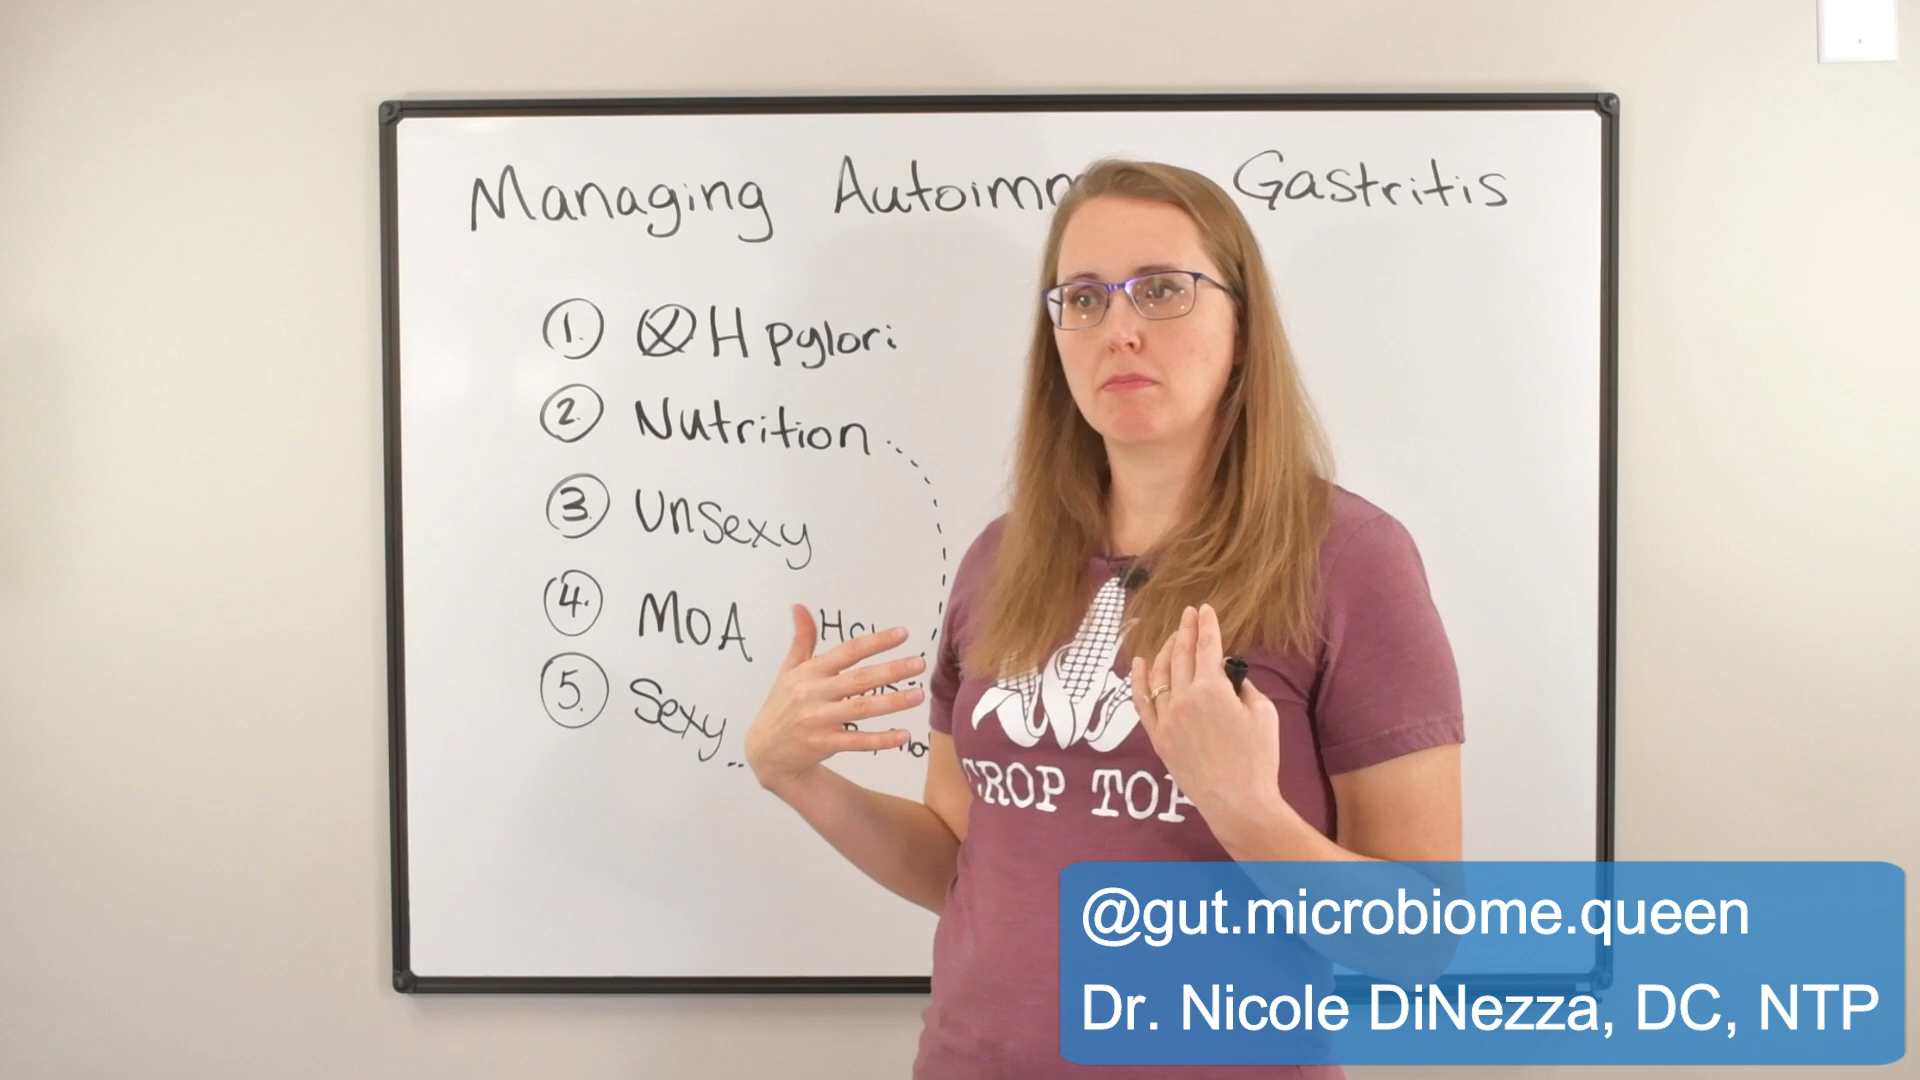 Managing Autoimm Gastritis
1. H pylori
2. Nutrition
3. Unsexy
4. MOA
5. Sexy
CROP TOP
@gut.microbiome.queen
Dr. Nicole DiNezza, DC, NTP